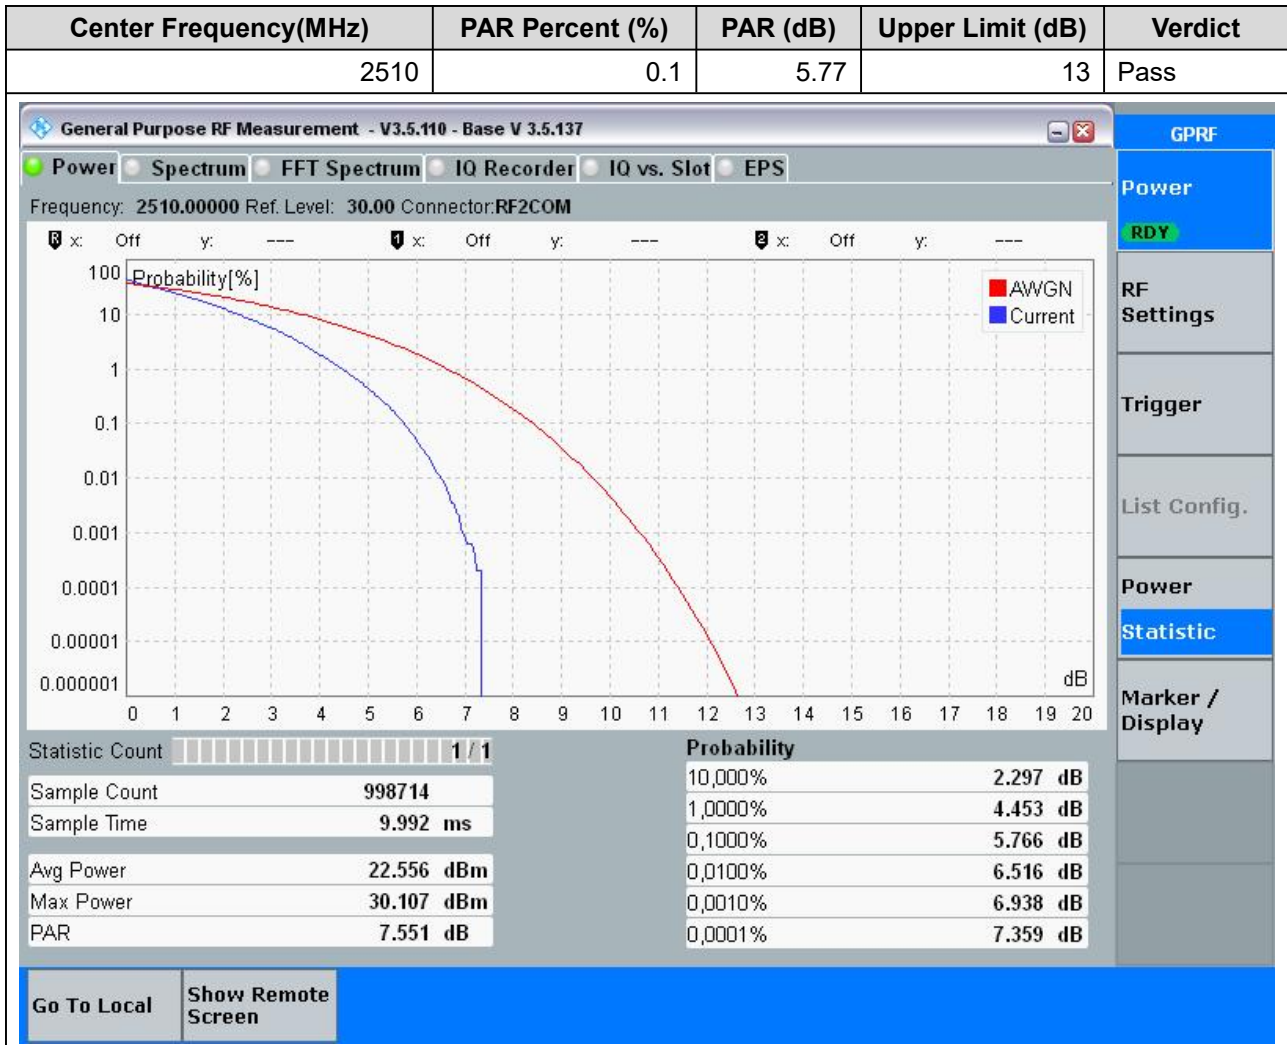 Center Frequency(MHz) PAR Percent (%) PAR (dB) Upper Limit (dB) Verdict
2510 0.1 5.77 13 Pass
General Purpose RF Measurement - V3.5.110 - Base V 3.5.137
GPRF
Power Spectrum FFT Spectrum IQ Recorder IQ vs. Slot EPS
Frequency: 2510.00000 Ref. Level: 30.00 Connector:RF2COM
R x: Off y: --- 1 x: Off y: --- 2 x: Off y: ---
Probability[%]
AWGN
Current
100
10
1
0.1
0.01
0.001
0.0001
0.00001
0.000001
dB
0 1 2 3 4 5 6 7 8 9 10 11 12 13 14 15 16 17 18 19 20
Statistic Count 1 / 1
Sample Count 998714
Sample Time 9.992 ms
Avg Power 22.556 dBm
Max Power 30.107 dBm
PAR 7.551 dB
Probability
10,000% 2.297 dB
1,0000% 4.453 dB
0,1000% 5.766 dB
0,0100% 6.516 dB
0,0010% 6.938 dB
0,0001% 7.359 dB
Power
RDY
RF
Settings
Trigger
List Config.
Power
Statistic
Marker /
Display
Go To Local
Show Remote
Screen